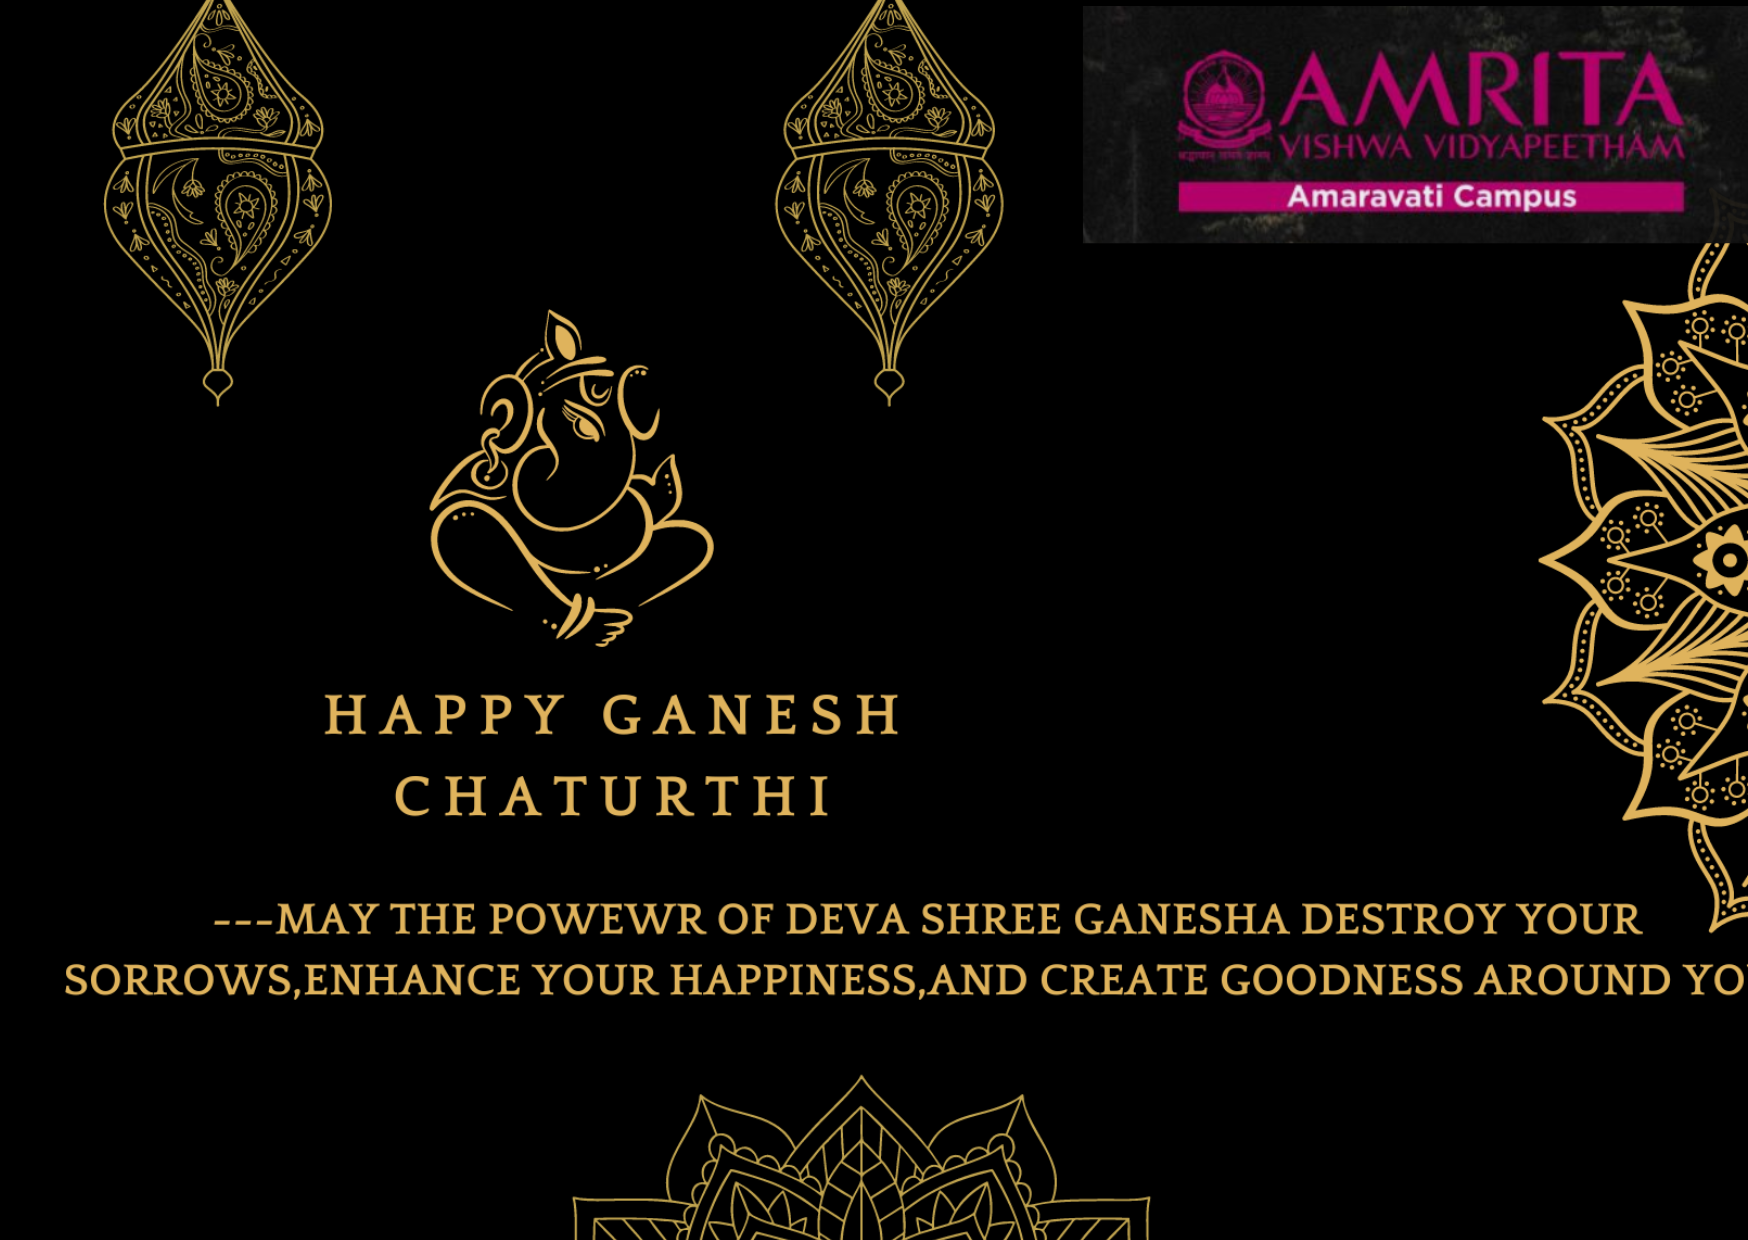 AMRITA
VISHWA VIDYAPEETHAM
Amaravati Campus
HAPPY GANESH
CHATURTHI
---MAY THE POWEWR OF DEVA SHREE GANESHA DESTROY YOUR
SORROWS,ENHANCE YOUR HAPPINESS,AND CREATE GOODNESS AROUND YO